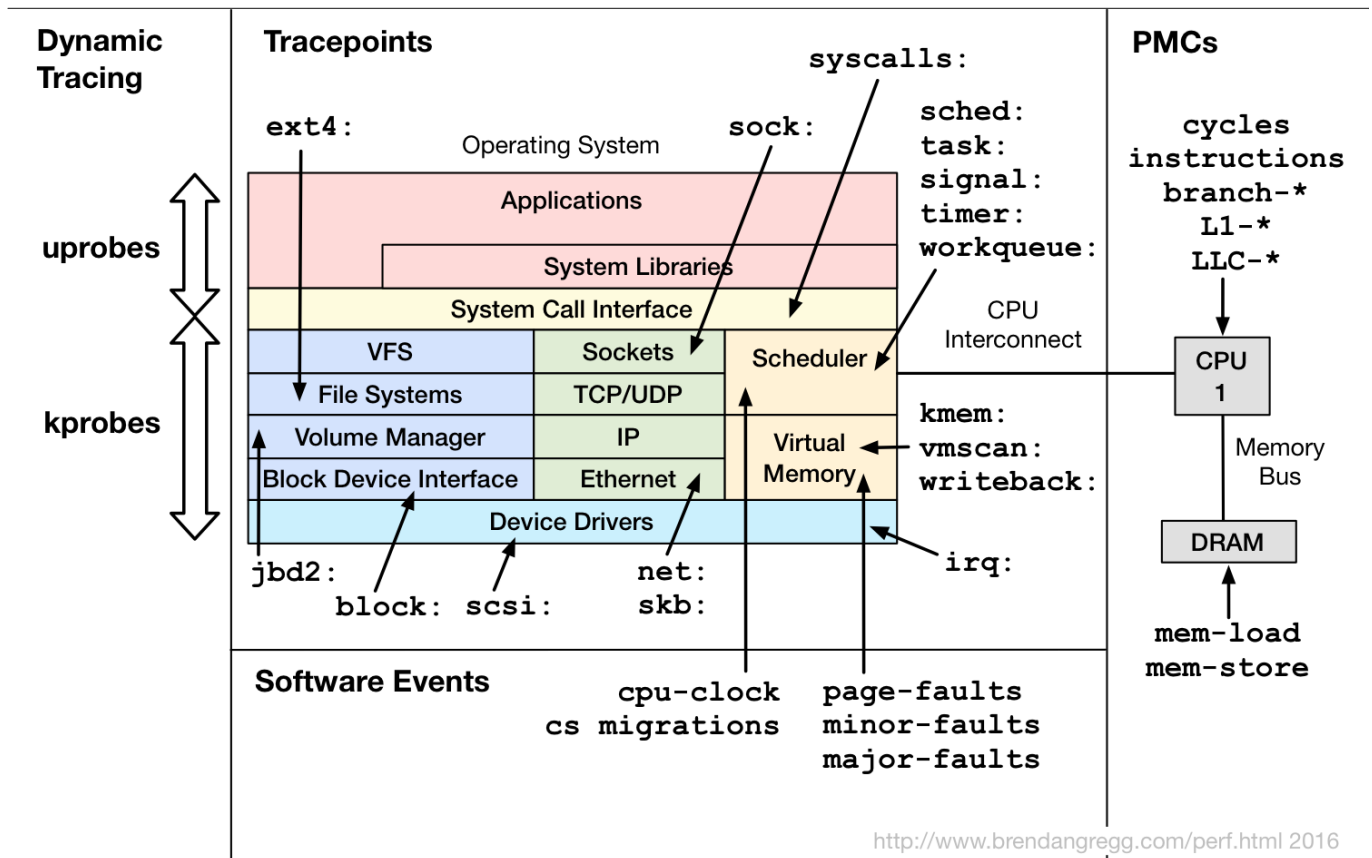 Dynamic
Tracing
uprobes
kprobes
Tracepoints
syscalls:
ext4:
Operating System
sock:
sched:
task:
signal:
timer:
workqueue:
Applications
System Libraries
System Call Interface
VFS
Sockets
Scheduler
File Systems
TCP/UDP
Volume Manager
IP
Virtual
Memory
Block Device Interface
Ethernet
Device Drivers
CPU
Interconnect
kmem:
vmscan:
writeback:
jbd2:
block:
scsi:
net:
skb:
irq:
Software Events
cpu-clock
cs migrations
page-faults
minor-faults
major-faults
PMCs
cycles
instructions
branch-*
L1-*
LLC-*
CPU
1
Memory
Bus
DRAM
mem-load
mem-store
http://www.brendangregg.com/perf.html 2016